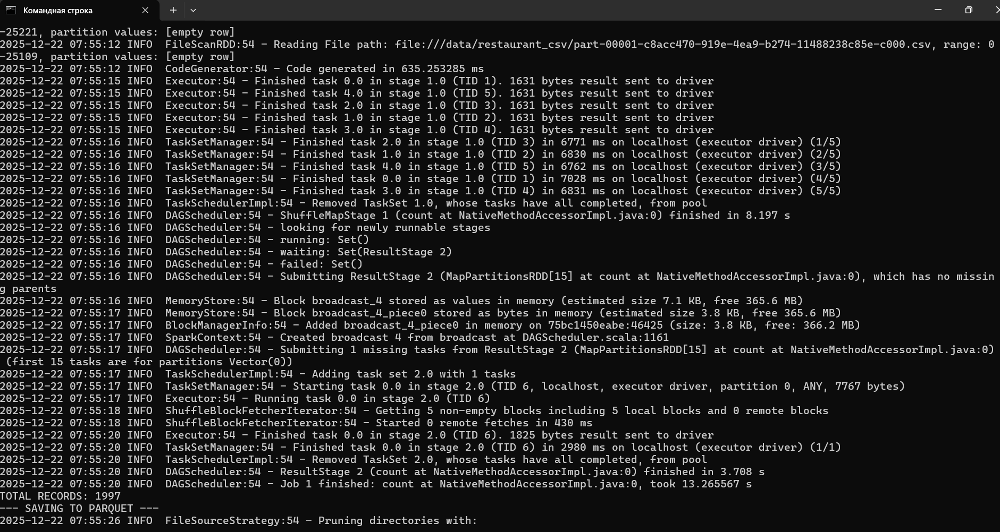 Командная строка
-25221, partition values: [empty row]
2025-12-22 07:55:12 INFO  FileScanRDD:54 - Reading File path: file:///data/restaurant_csv/part-00001-c8acc470-919e-4ea9-b274-11488238c85e-c000.csv, range: 0
-25109, partition values: [empty row]
2025-12-22 07:55:12 INFO  CodeGenerator:54 - Code generated in 635.253285 ms
2025-12-22 07:55:15 INFO  Executor:54 - Finished task 0.0 in stage 1.0 (TID 1). 1631 bytes result sent to driver
2025-12-22 07:55:15 INFO  Executor:54 - Finished task 4.0 in stage 1.0 (TID 5). 1631 bytes result sent to driver
2025-12-22 07:55:15 INFO  Executor:54 - Finished task 2.0 in stage 1.0 (TID 3). 1631 bytes result sent to driver
2025-12-22 07:55:15 INFO  Executor:54 - Finished task 1.0 in stage 1.0 (TID 2). 1631 bytes result sent to driver
2025-12-22 07:55:15 INFO  Executor:54 - Finished task 3.0 in stage 1.0 (TID 4). 1631 bytes result sent to driver
2025-12-22 07:55:16 INFO  TaskSetManager:54 - Finished task 2.0 in stage 1.0 (TID 3) in 6771 ms on localhost (executor driver) (1/5)
2025-12-22 07:55:16 INFO  TaskSetManager:54 - Finished task 1.0 in stage 1.0 (TID 2) in 6830 ms on localhost (executor driver) (2/5)
2025-12-22 07:55:16 INFO  TaskSetManager:54 - Finished task 4.0 in stage 1.0 (TID 5) in 6762 ms on localhost (executor driver) (3/5)
2025-12-22 07:55:16 INFO  TaskSetManager:54 - Finished task 0.0 in stage 1.0 (TID 1) in 7028 ms on localhost (executor driver) (4/5)
2025-12-22 07:55:16 INFO  TaskSetManager:54 - Finished task 3.0 in stage 1.0 (TID 4) in 6831 ms on localhost (executor driver) (5/5)
2025-12-22 07:55:16 INFO  TaskSchedulerImpl:54 - Removed TaskSet 1.0, whose tasks have all completed, from pool
2025-12-22 07:55:16 INFO  DAGScheduler:54 - ShuffleMapStage 1 (count at NativeMethodAccessorImpl.java:0) finished in 8.197 s
2025-12-22 07:55:16 INFO  DAGScheduler:54 - looking for newly runnable stages
2025-12-22 07:55:16 INFO  DAGScheduler:54 - running: Set()
2025-12-22 07:55:16 INFO  DAGScheduler:54 - waiting: Set(ResultStage 2)
2025-12-22 07:55:16 INFO  DAGScheduler:54 - failed: Set()
2025-12-22 07:55:16 INFO  DAGScheduler:54 - Submitting ResultStage 2 (MapPartitionsRDD[15] at count at NativeMethodAccessorImpl.java:0), which has no missin
g parents
2025-12-22 07:55:16 INFO  MemoryStore:54 - Block broadcast_4 stored as values in memory (estimated size 7.1 KB, free 365.6 MB)
2025-12-22 07:55:17 INFO  MemoryStore:54 - Block broadcast_4_piece0 stored as bytes in memory (estimated size 3.8 KB, free 365.6 MB)
2025-12-22 07:55:17 INFO  BlockManagerInfo:54 - Added broadcast_4_piece0 in memory on 75bc1450eabe:46425 (size: 3.8 KB, free: 366.2 MB)
2025-12-22 07:55:17 INFO  SparkContext:54 - Created broadcast 4 from broadcast at DAGScheduler.scala:1161
2025-12-22 07:55:17 INFO  DAGScheduler:54 - Submitting 1 missing tasks from ResultStage 2 (MapPartitionsRDD[15] at count at NativeMethodAccessorImpl.java:0)
 (first 15 tasks are for partitions Vector(0))
2025-12-22 07:55:17 INFO  TaskSchedulerImpl:54 - Adding task set 2.0 with 1 tasks
2025-12-22 07:55:17 INFO  TaskSetManager:54 - Starting task 0.0 in stage 2.0 (TID 6, localhost, executor driver, partition 0, ANY, 7767 bytes)
2025-12-22 07:55:17 INFO  Executor:54 - Running task 0.0 in stage 2.0 (TID 6)
2025-12-22 07:55:18 INFO  ShuffleBlockFetcherIterator:54 - Getting 5 non-empty blocks including 5 local blocks and 0 remote blocks
2025-12-22 07:55:18 INFO  ShuffleBlockFetcherIterator:54 - Started 0 remote fetches in 430 ms
2025-12-22 07:55:20 INFO  Executor:54 - Finished task 0.0 in stage 2.0 (TID 6). 1825 bytes result sent to driver
2025-12-22 07:55:20 INFO  TaskSetManager:54 - Finished task 0.0 in stage 2.0 (TID 6) in 2980 ms on localhost (executor driver) (1/1)
2025-12-22 07:55:20 INFO  TaskSchedulerImpl:54 - Removed TaskSet 2.0, whose tasks have all completed, from pool
2025-12-22 07:55:20 INFO  DAGScheduler:54 - ResultStage 2 (count at NativeMethodAccessorImpl.java:0) finished in 3.708 s
2025-12-22 07:55:20 INFO  DAGScheduler:54 - Job 1 finished: count at NativeMethodAccessorImpl.java:0, took 13.265567 s
TOTAL RECORDS: 1997
--- SAVING TO PARQUET ---
2025-12-22 07:55:26 INFO  FileSourceStrategy:54 - Pruning directories with: